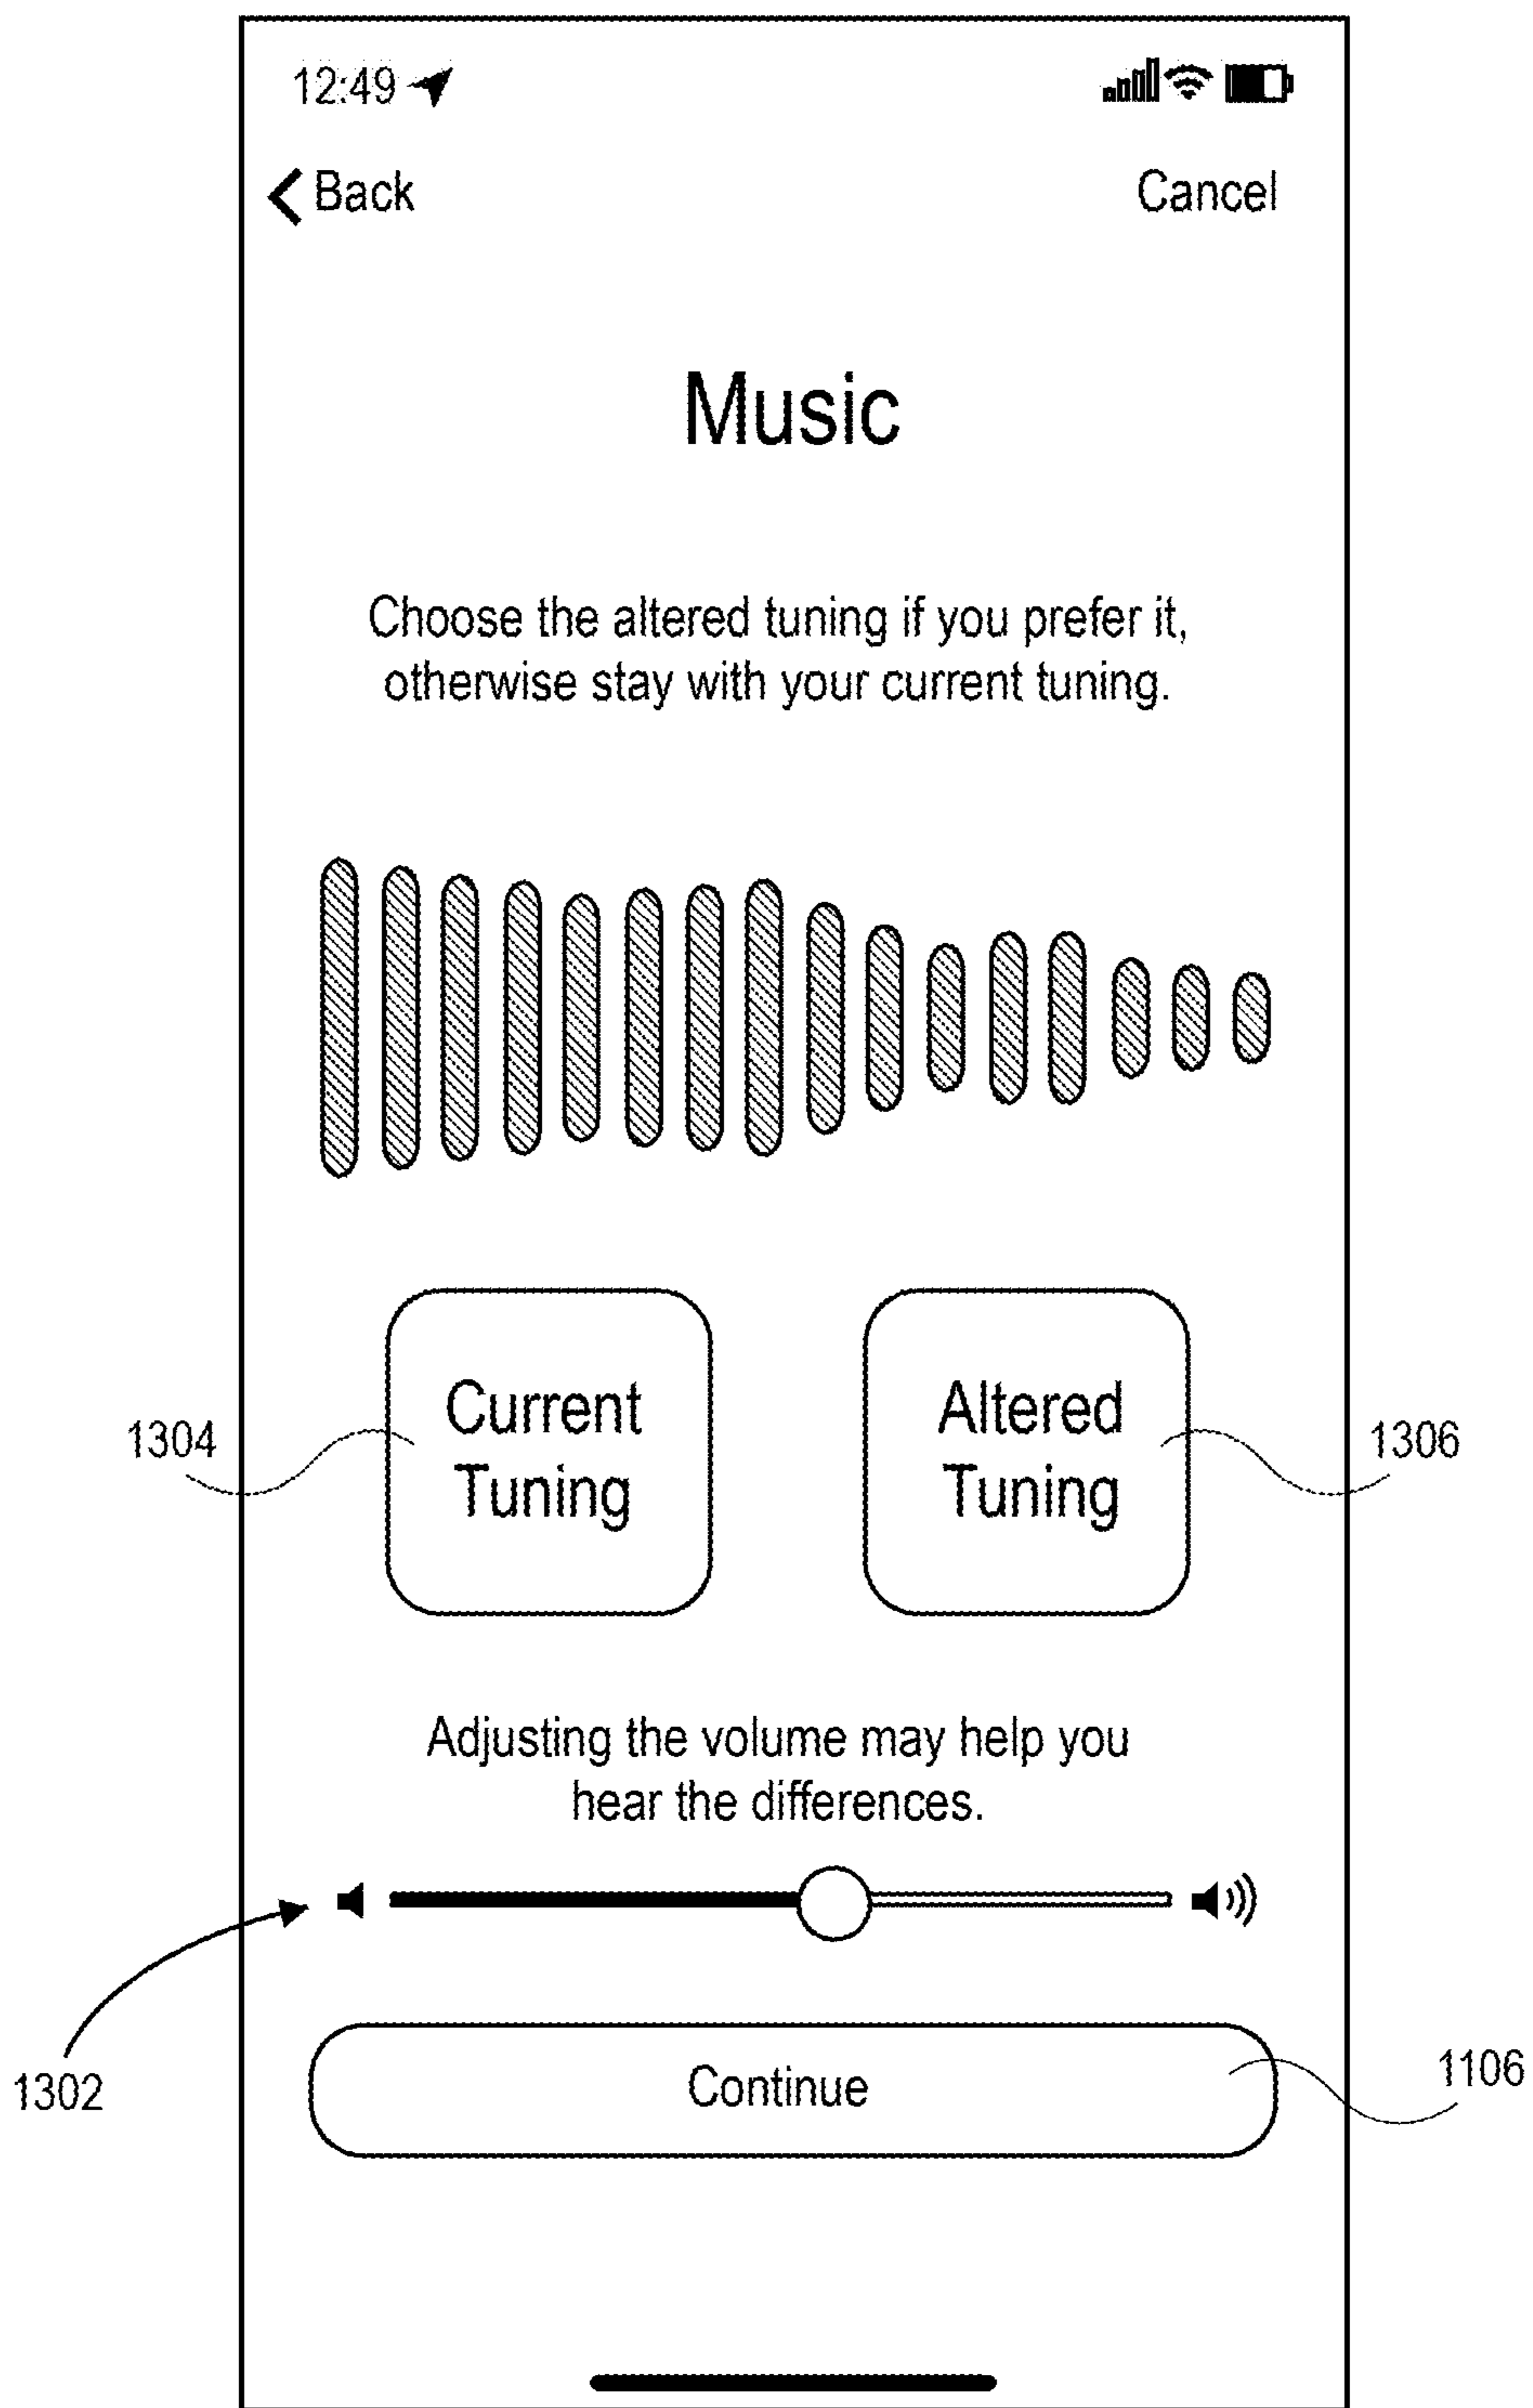 12:49
Back
Cancel
Music
Choose the altered tuning if you prefer it,
otherwise stay with your current tuning.
Current
Tuning
Altered
Tuning
1304
1306
Adjusting the volume may help you
hear the differences.
1302
Continue
1106